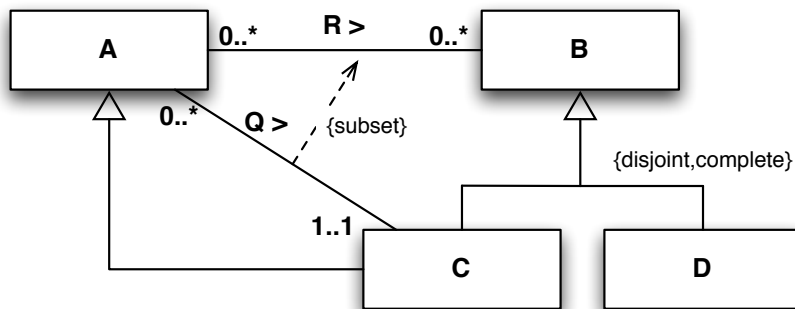 A
0..*
R >
0..*
B
0..*
Q >
{subset}
{disjoint,complete}
1..1
C
D